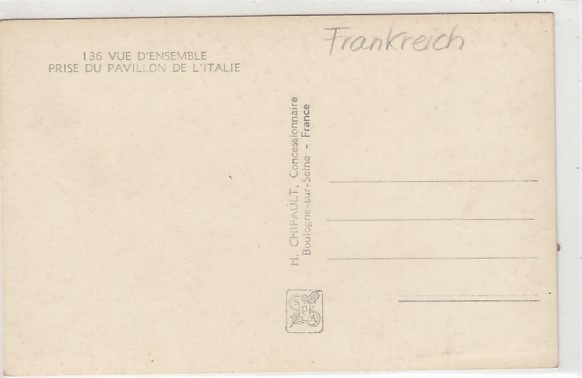 136 VUE D'ENSEMBLE
PRISE DU PAVILLON DE L'ITALIE
Frankreich
H. CHIPAULT, Concessionnaire
Boulogne-sur-Seine - France